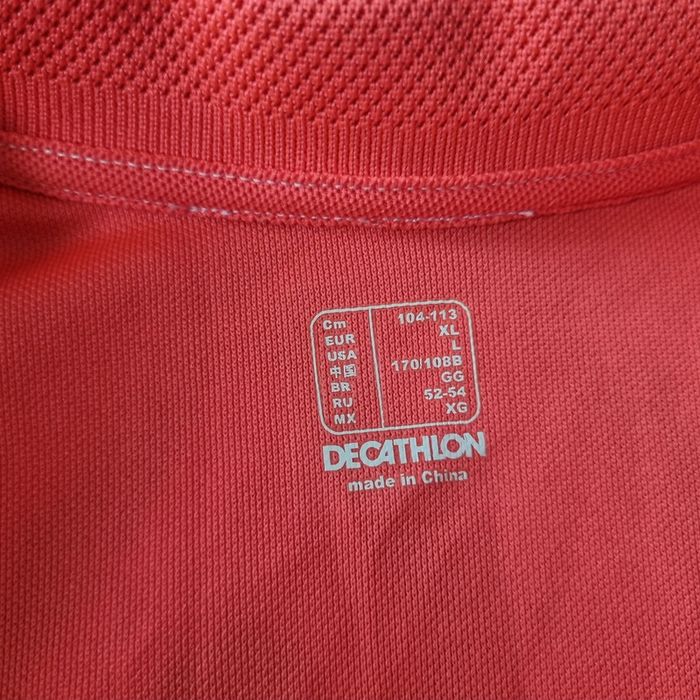 Cm 104-113
EUR XL
USA L
中国 170/108B
BR GG
RU 52-54
MX XG
DECATHLON
made in China